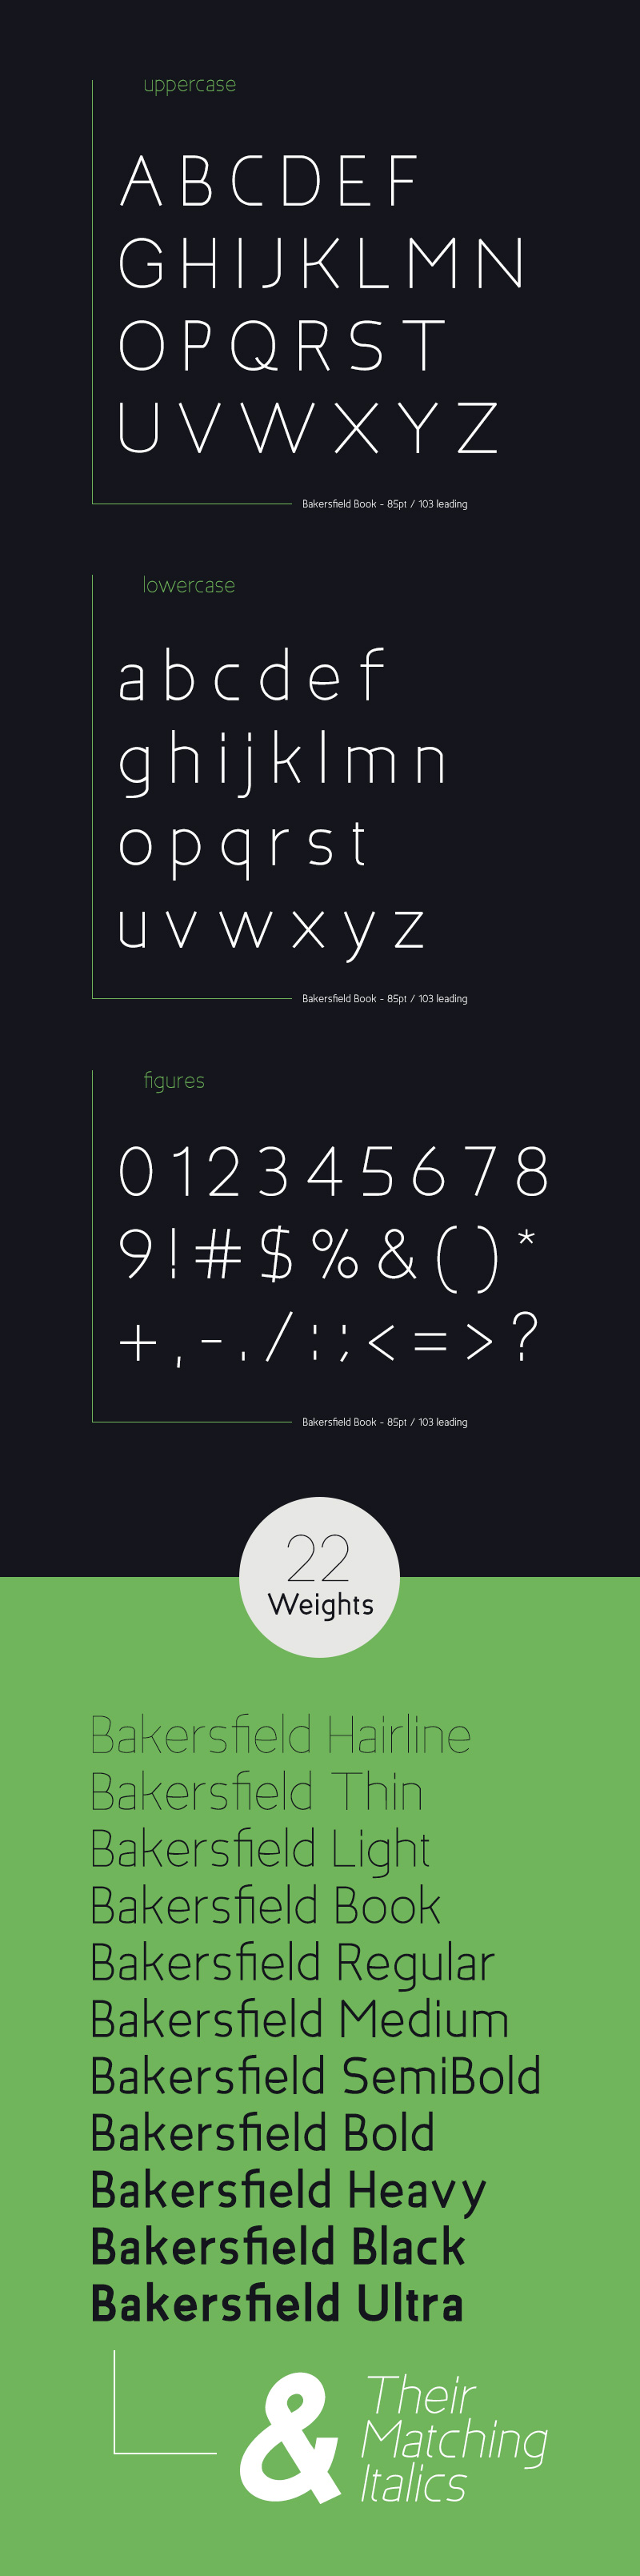 uppercase
A B C D E F
G H I J K L M N
O P Q R S T
U V W X Y Z
Bakersfield Book - 85pt / 103 leading
lowercase
a b c d e f
g h i j k l m n
o p q r s t
u v w x y z
Bakersfield Book - 85pt / 103 leading
figures
0 1 2 3 4 5 6 7 8
9 ! # $ % & ( ) *
+ , - . / : ; < = > ?
Bakersfield Book - 85pt / 103 leading
22
Weights
Bakersfield Hairline
Bakersfield Thin
Bakersfield Light
Bakersfield Book
Bakersfield Regular
Bakersfield Medium
Bakersfield SemiBold
Bakersfield Bold
Bakersfield Heavy
Bakersfield Black
Bakersfield Ultra
&
Their
Matching
Italics